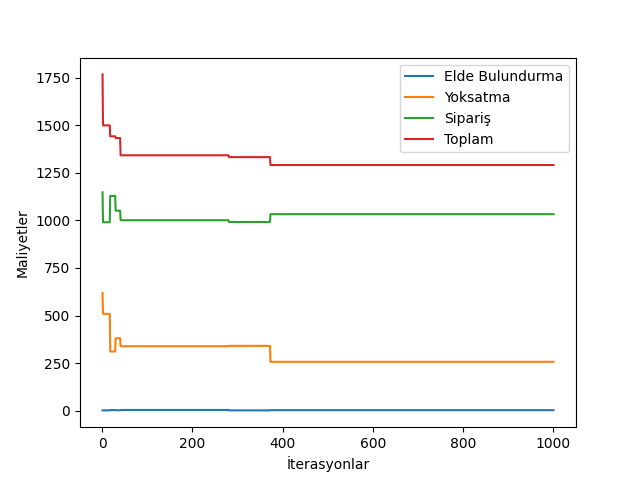 Elde Bulundurma
Yoksatma
Sipariş
Toplam
1750
1500
1250
1000
750
500
250
0
Maliyetler
0 200 400 600 800 1000
İterasyonlar